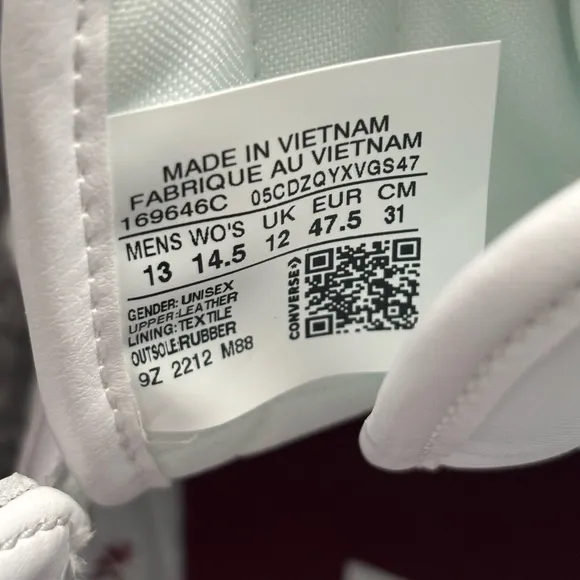 MADE IN VIETNAM
FABRIQUE AU VIETNAM
169646C 05CDZQYXVGS47
MENS WO'S UK EUR CM
13 14.5 12 47.5 31
GENDER: UNISEX
UPPER:LEATHER
LINING:TEXTILE
OUTSOLE:RUBBER
9Z 2212 M88
CONVERSE